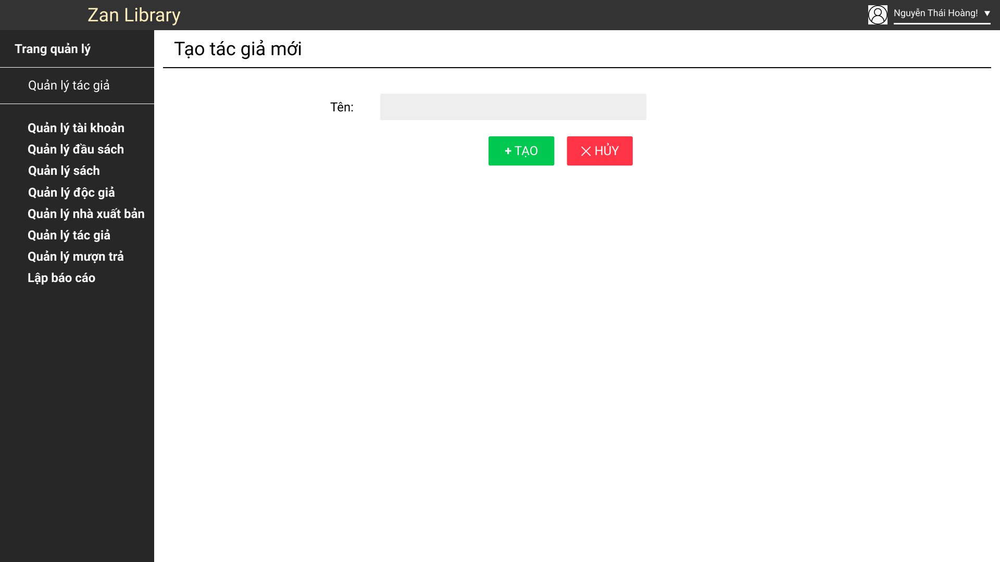 Zan Library
Nguyễn Thái Hoàng! ▼
Trang quản lý
Quản lý tác giả
Quản lý tài khoản
Quản lý đầu sách
Quản lý sách
Quản lý độc giả
Quản lý nhà xuất bản
Quản lý tác giả
Quản lý mượn trả
Lập báo cáo
Tạo tác giả mới
Tên:
+ TẠO
HỦY